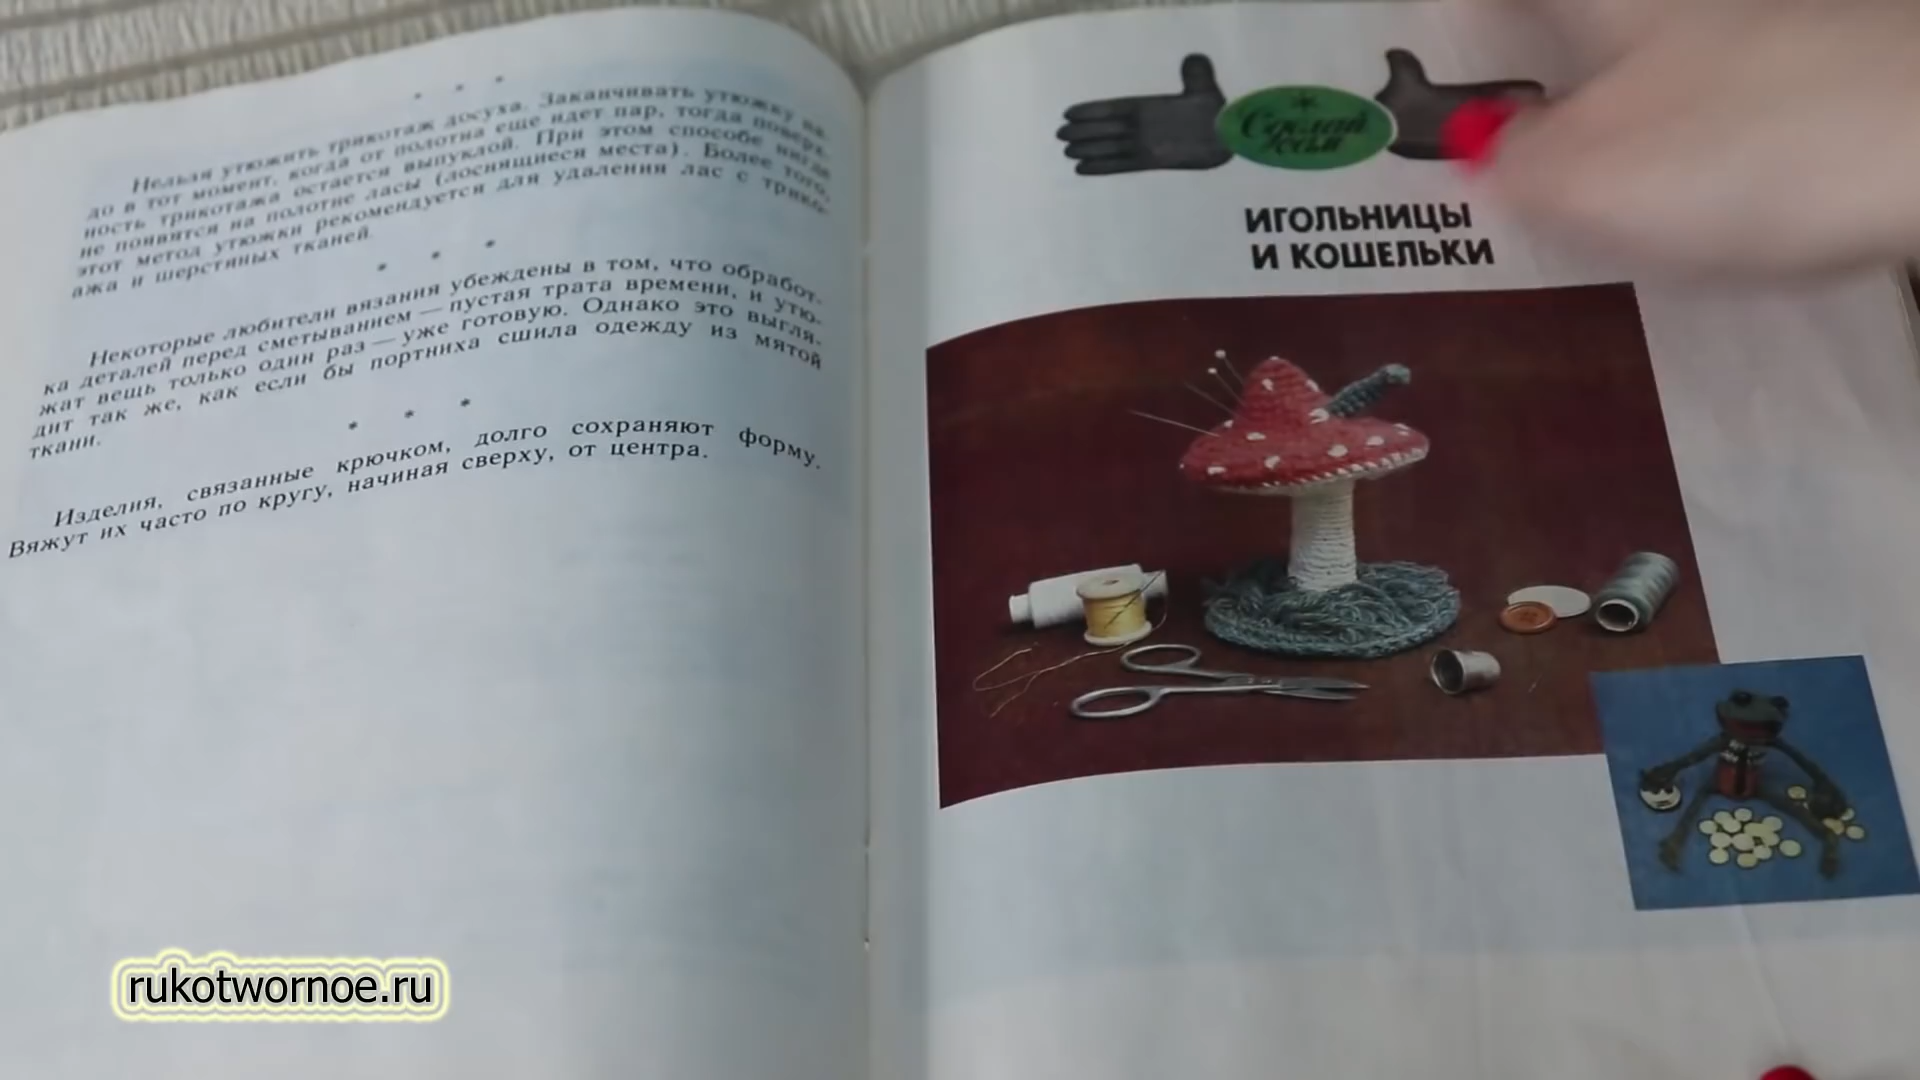 * * *
Нельзя утюжить трикотаж досуха. Заканчивать утюжку на-
до в тот момент, когда от полотна еще идет пар, тогда поверх-
ность трикотажа остается выпуклой. При этом способе нигде
не появятся на полотне ласы (лоснящиеся места). Более того,
этот метод утюжки рекомендуется для удаления лас с трико-
ажа и шерстяных тканей.
* * *
Некоторые любители вязания убеждены в том, что обработ-
ка деталей перед сметыванием — пустая трата времени, и утю-
жат вещь только один раз — уже готовую. Однако это выгля-
дит так же, как если бы портниха сшила одежду из мятой
ткани.
* * *
Изделия, связанные крючком, долго сохраняют форму.
Вяжут их часто по кругу, начиная сверху, от центра.
Сделай
сам
ИГОЛЬНИЦЫ
И КОШЕЛЬКИ
rukotwornoe.ru